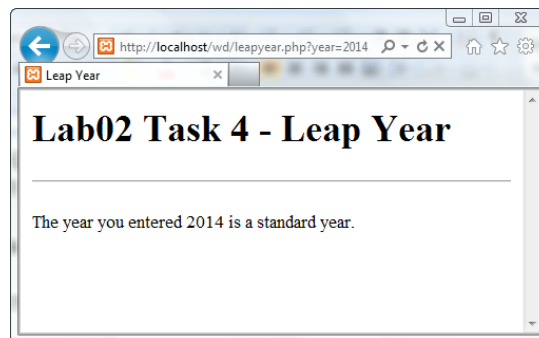 http://localhost/wd/leapyear.php?year=2014
Leap Year
Lab02 Task 4 - Leap Year
The year you entered 2014 is a standard year.